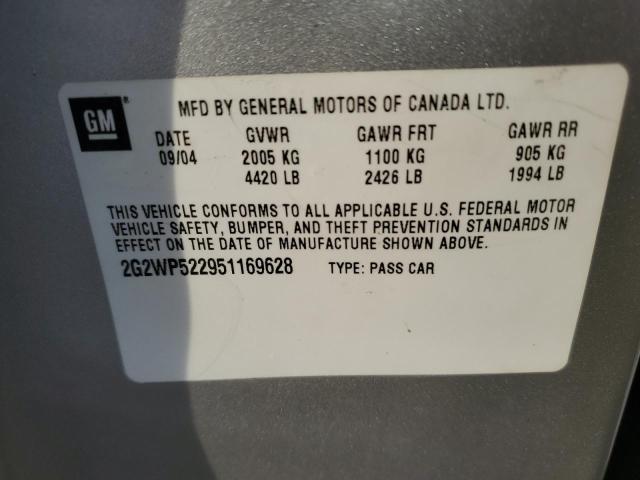 GM ® MFD BY GENERAL MOTORS OF CANADA LTD.
DATE GVWR GAWR FRT GAWR RR
09/04 2005 KG 1100 KG 905 KG
4420 LB 2426 LB 1994 LB
THIS VEHICLE CONFORMS TO ALL APPLICABLE U.S. FEDERAL MOTOR
VEHICLE SAFETY, BUMPER, AND THEFT PREVENTION STANDARDS IN
EFFECT ON THE DATE OF MANUFACTURE SHOWN ABOVE.
2G2WP522951169628 TYPE: PASS CAR